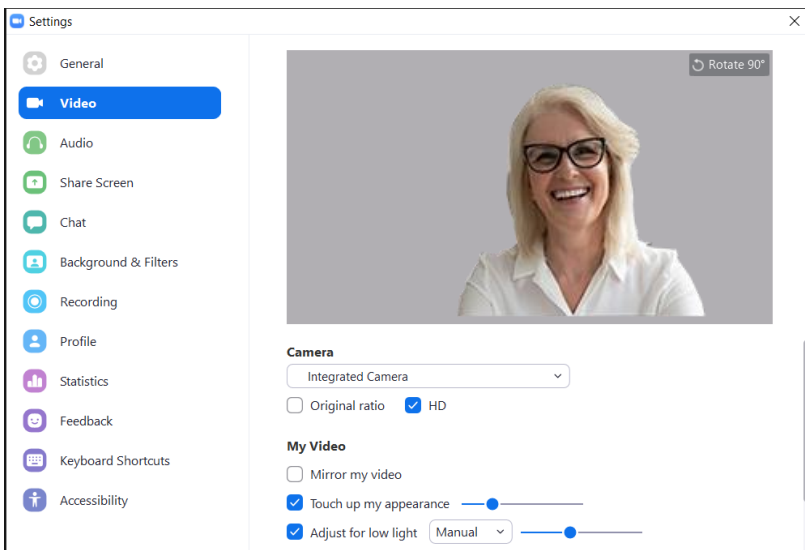 Settings
General
Video
Audio
Share Screen
Chat
Background & Filters
Recording
Profile
Statistics
Feedback
Keyboard Shortcuts
Accessibility
Rotate 90°
Camera
Integrated Camera
Original ratio HD
My Video
Mirror my video
Touch up my appearance
Adjust for low light Manual